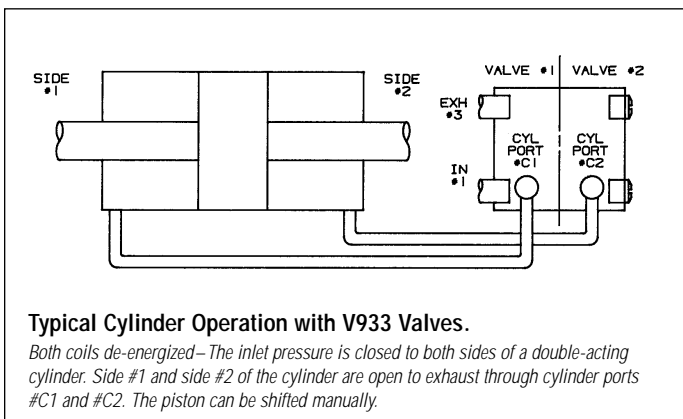 SIDE
#1
SIDE
#2
VALVE #1
VALVE #2
EXH
#3
CYL
PORT
#C1
CYL
PORT
#C2
IN
#1
Typical Cylinder Operation with V933 Valves.
Both coils de-energized – The inlet pressure is closed to both sides of a double-acting
cylinder. Side #1 and side #2 of the cylinder are open to exhaust through cylinder ports
#C1 and #C2. The piston can be shifted manually.